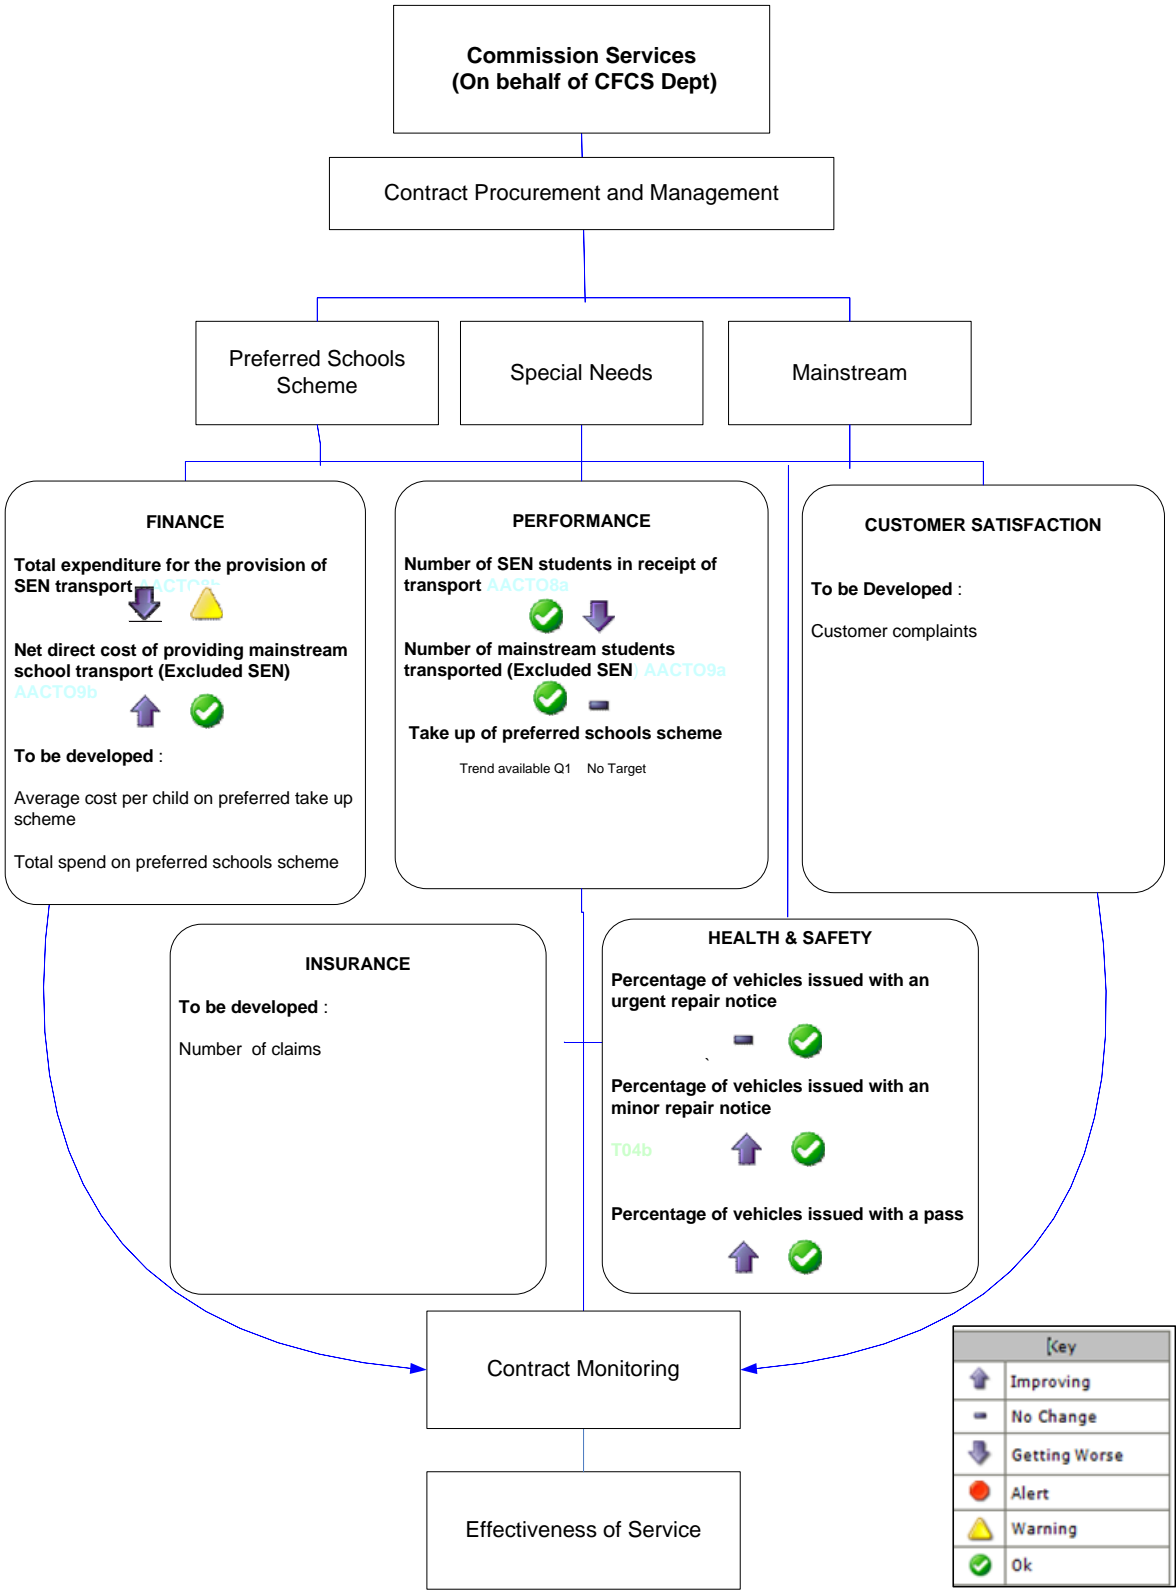 Commission Services
(On behalf of CFCS Dept)
Contract Procurement and Management
Preferred Schools
Scheme
Special Needs
Mainstream
FINANCE
Total expenditure for the provision of
SEN transport AACTO8b
Net direct cost of providing mainstream
school transport (Excluded SEN)
AACTO9b
To be developed :
Average cost per child on preferred take up
scheme
Total spend on preferred schools scheme
PERFORMANCE
Number of SEN students in receipt of
transport AACTO8a
Number of mainstream students
transported (Excluded SEN) AACTO9a
Take up of preferred schools scheme
Trend available Q1 No Target
CUSTOMER SATISFACTION
To be Developed :
Customer complaints
INSURANCE
To be developed :
Number of claims
HEALTH & SAFETY
Percentage of vehicles issued with an
urgent repair notice
`
Percentage of vehicles issued with an
minor repair notice
T04b
Percentage of vehicles issued with a pass
Contract Monitoring
Effectiveness of Service
Key
Improving
No Change
Getting Worse
Alert
Warning
Ok